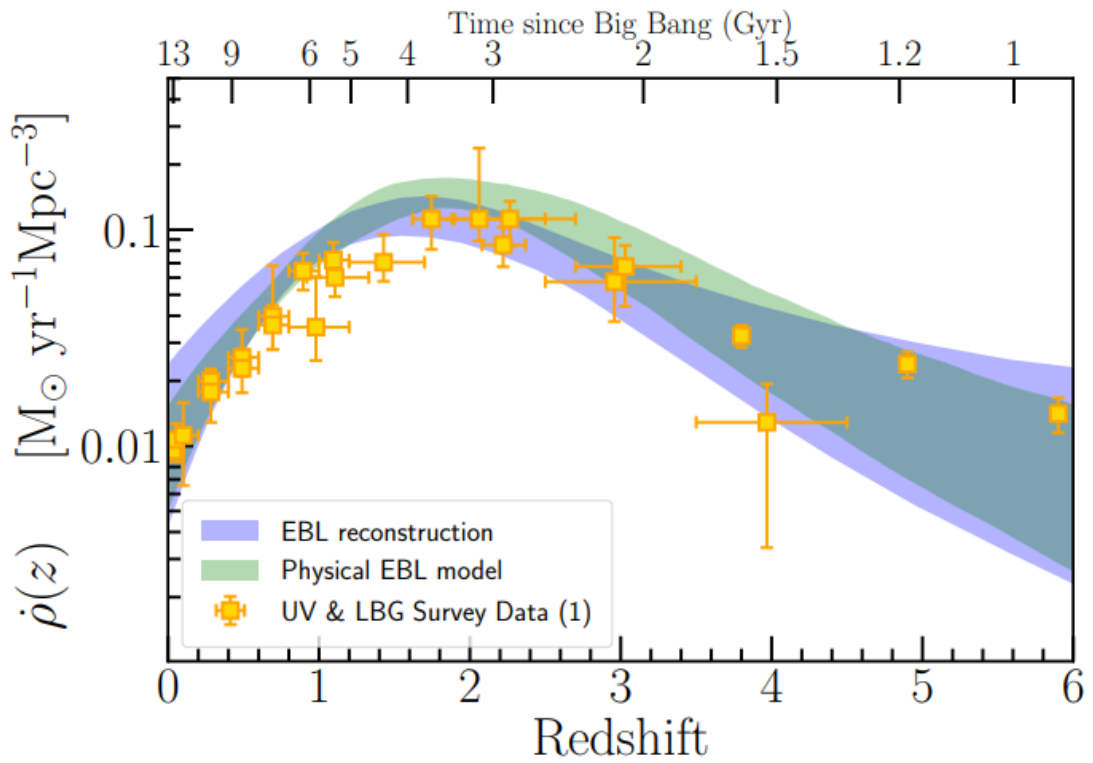 Time since Big Bang (Gyr)
13 9 6 5 4 3 2 1.5 1.2 1
ρ̇(z) [M⊙ yr−1Mpc−3]
0.1
0.01
EBL reconstruction
Physical EBL model
UV & LBG Survey Data (1)
0 1 2 3 4 5 6
Redshift